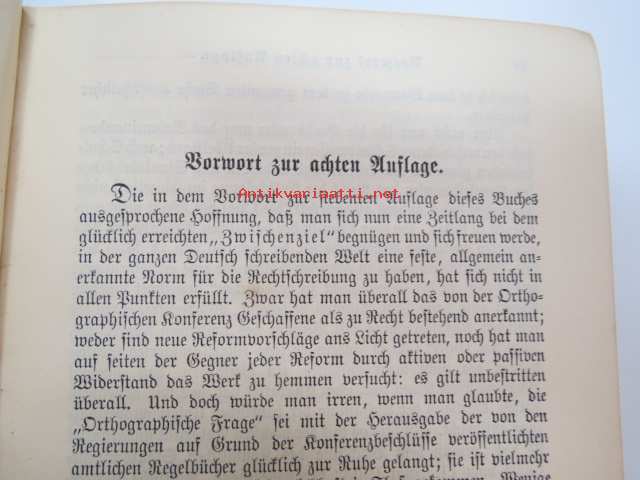 Vorwort zur achten Auflage.
Die in dem Vorwort zur siebenten Auflage dieses Buches
Antikvariaatti.net
ausgesprochene Hoffnung, daß man sich nun eine Zeitlang bei dem
glücklich erreichten „Zwischenziel" begnügen und sich freuen werde,
in der ganzen Deutsch schreibenden Welt eine feste, allgemein an-
erkannte Norm für die Rechtschreibung zu haben, hat sich nicht in
allen Punkten erfüllt. Zwar hat man überall das von der Ortho-
graphischen Konferenz Geschaffene als zu Recht bestehend anerkannt;
weder sind neue Reformvorschläge ans Licht getreten, noch hat man
auf seiten der Gegner jeder Reform durch aktiven oder passiven
Widerstand das Werk zu hemmen versucht: es gilt unbestritten
überall. Und doch würde man irren, wenn man glaubte, die
„Orthographische Frage" sei mit der Herausgabe der von den
Regierungen auf Grund der Konferenzbeschlüsse veröffentlichten
amtlichen Regelbücher glücklich zur Ruhe gelangt; sie ist vielmehr